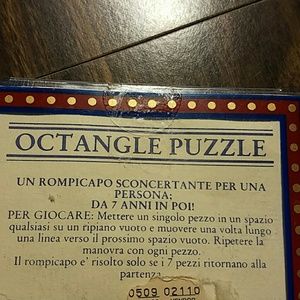 OCTANGLE PUZZLE
UN ROMPICAPO SCONCERTANTE PER UNA
PERSONA;
DA 7 ANNI IN POI!
PER GIOCARE: Mettere un singolo pezzo in un spazio
qualsiasi su un ripiano vuoto e muovere una volta lungo
una linea verso il prossimo spazio vuoto. Ripetere la
manovra con ogni pezzo.
Il rompicapo e' risolto solo se i 7 pezzi ritornano alla
partenza
0509 02110